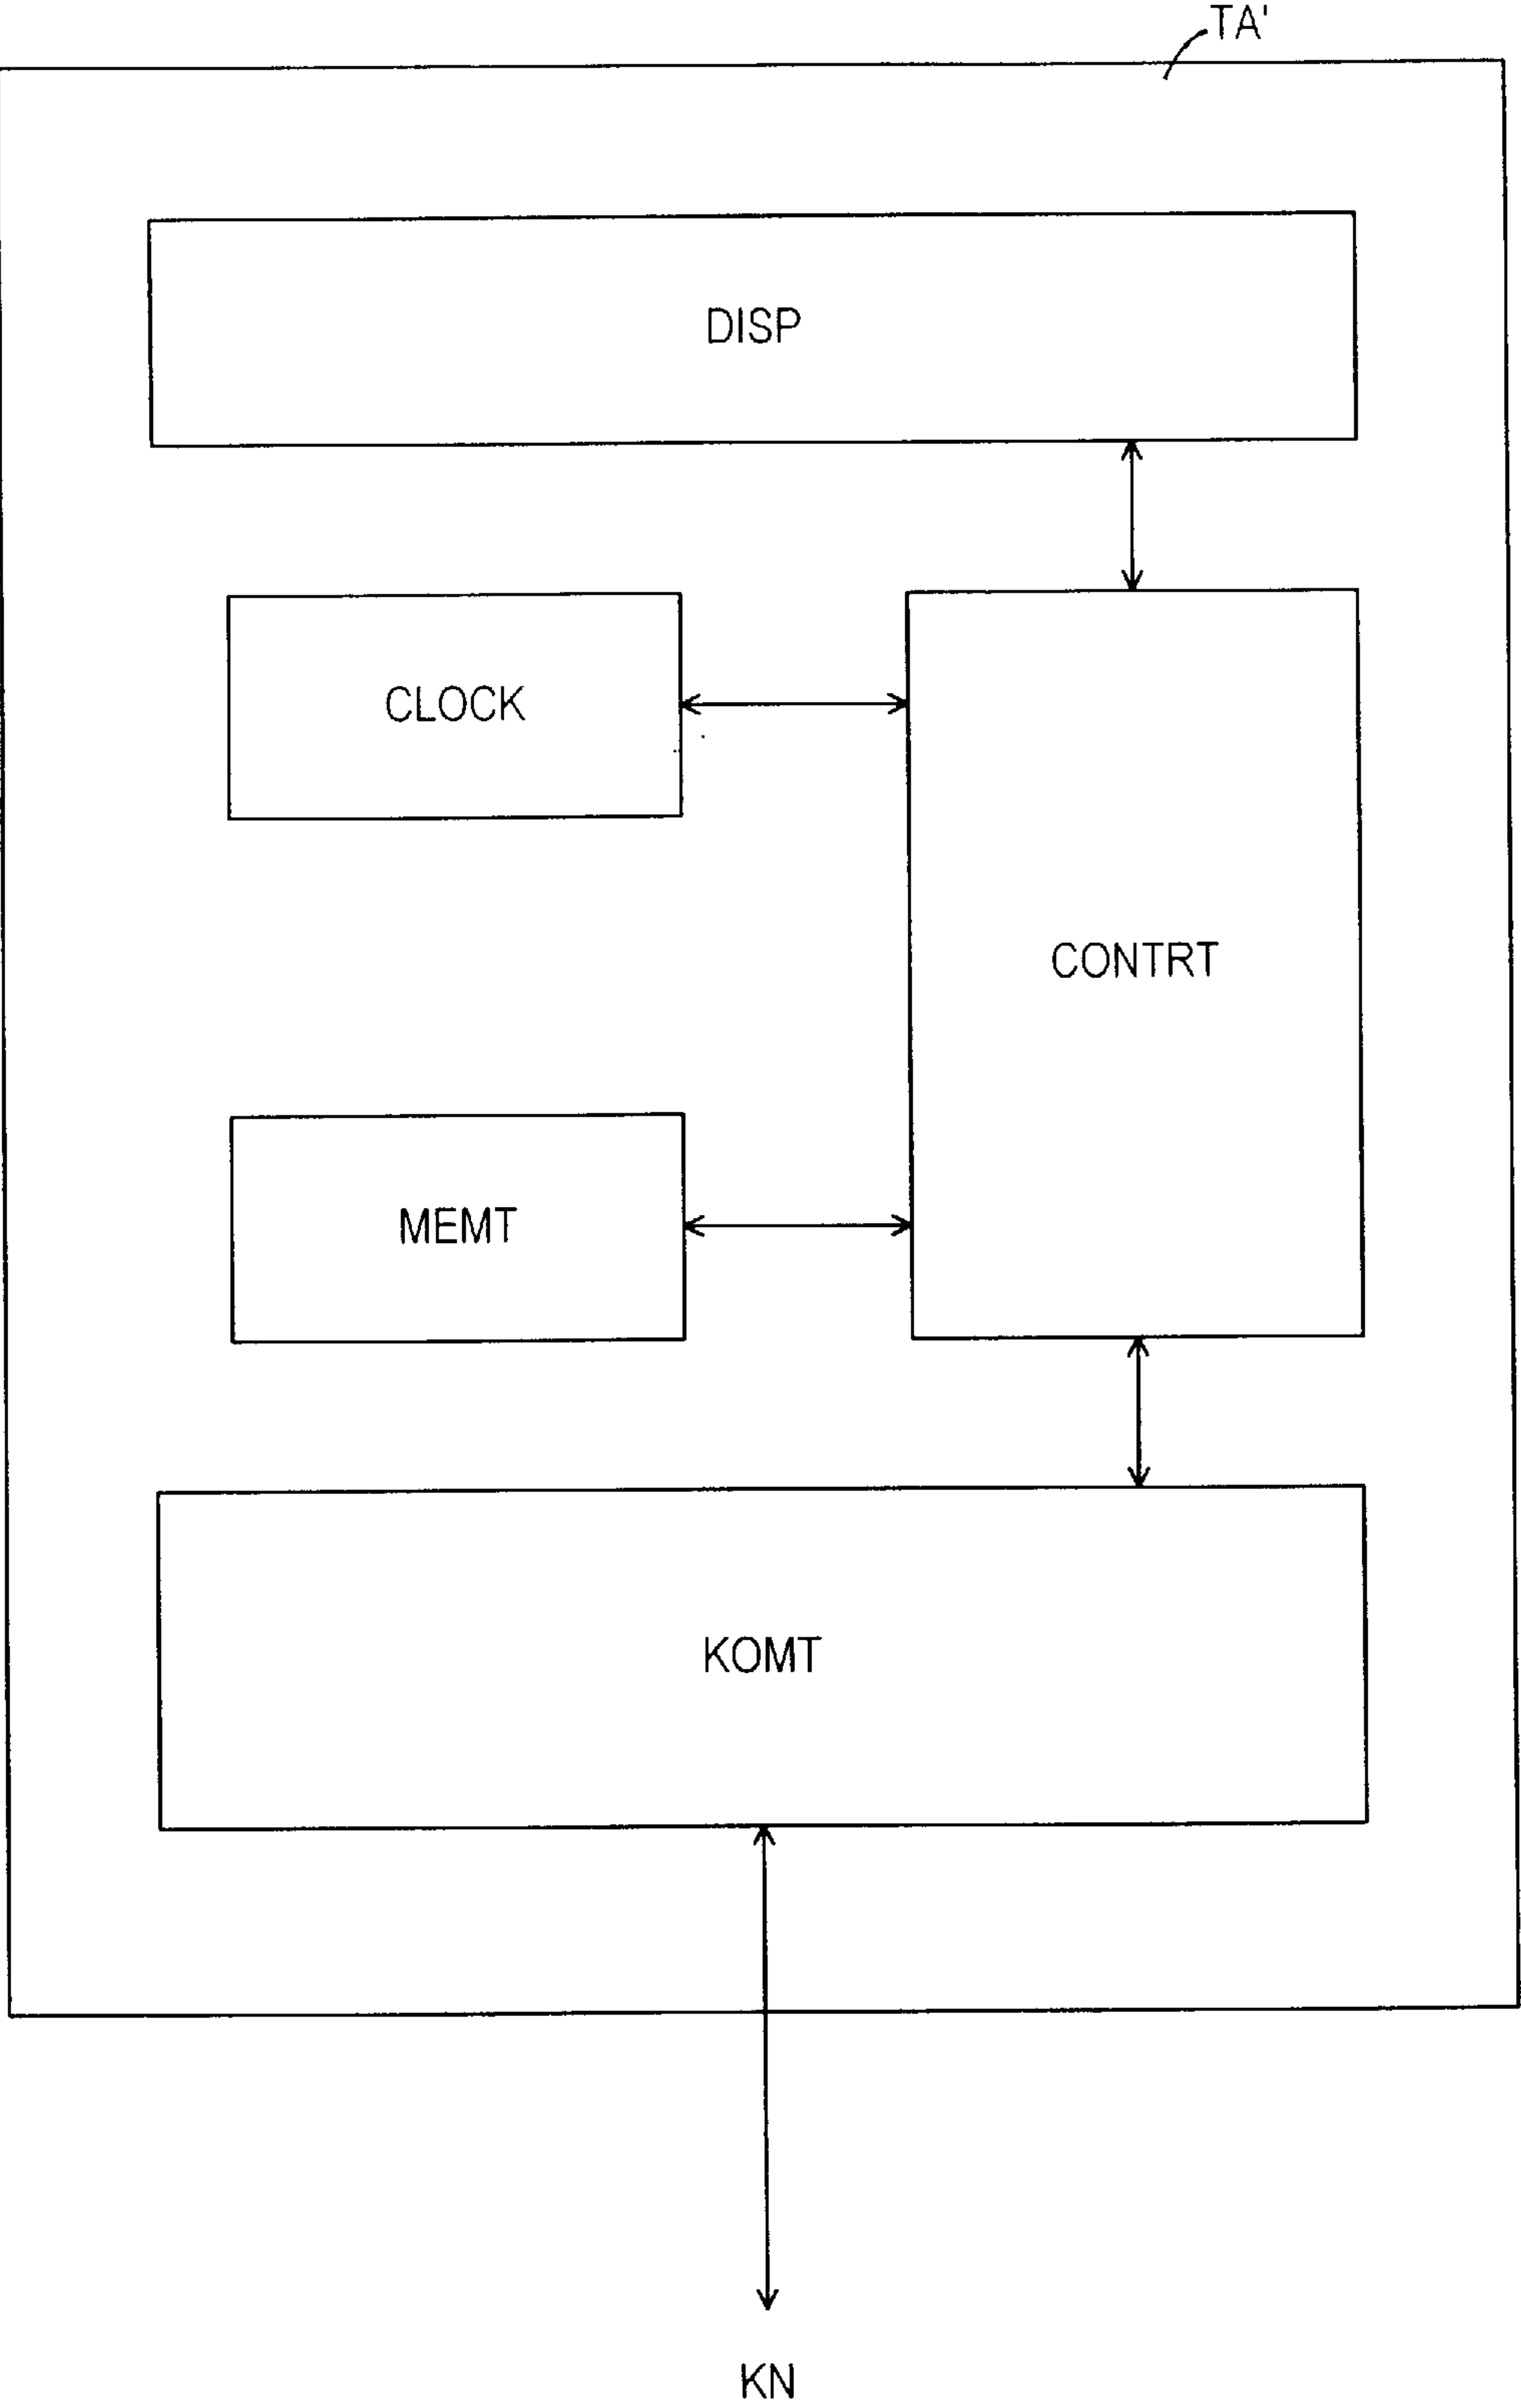 TA'
DISP
CLOCK
CONTRT
MEMT
KOMT
KN